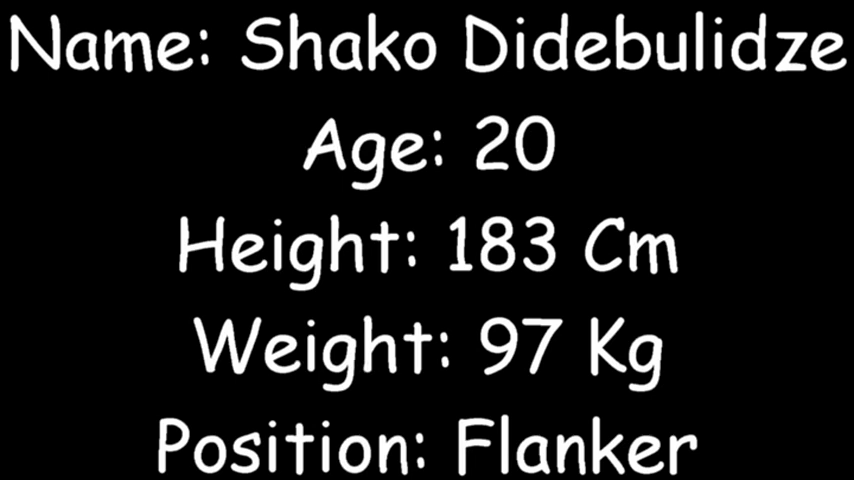 Name: Shako Didebulidze
Age: 20
Height: 183 Cm
Weight: 97 Kg
Position: Flanker